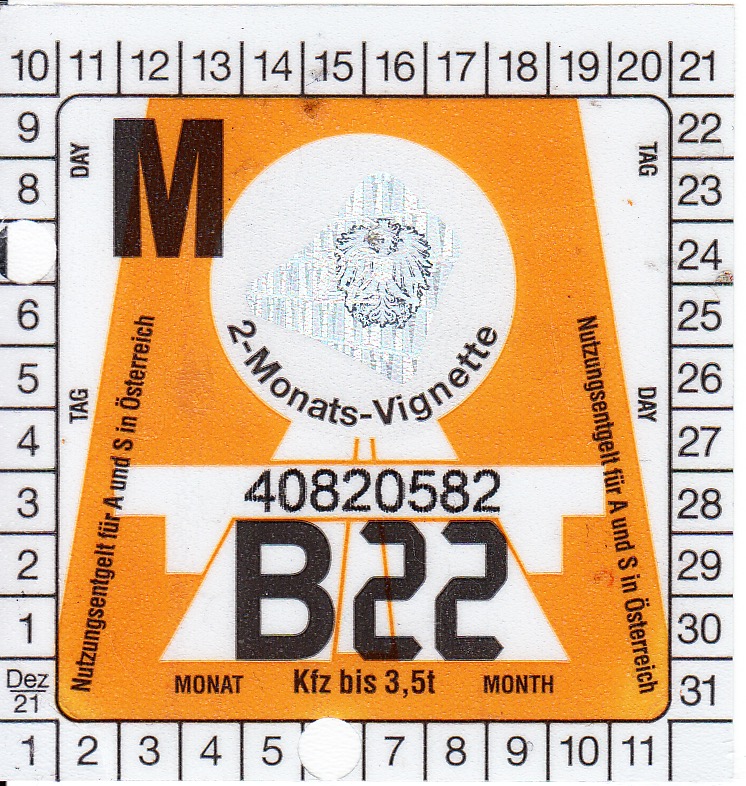 10 11 12 13 14 15 16 17 18 19 20 21
9
8
6
5
4
3
2
1
Dez
21
1 2 3 4 5 7 8 9 10 11
22
23
24
25
26
27
28
29
30
31
DAY
TAG
M
2-Monats-Vignette
TAG
DAY
Nutzungsentgelt für A und S in Österreich
Nutzungsentgelt für A und S in Österreich
40820582
B22
MONAT Kfz bis 3,5t MONTH